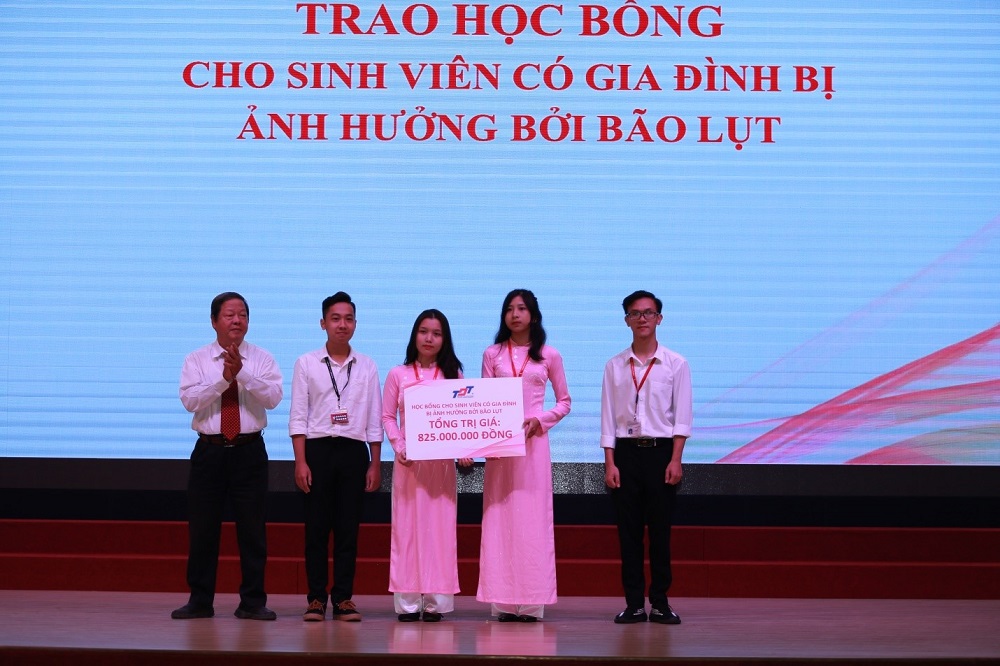 TRAO HỌC BỔNG
CHO SINH VIÊN CÓ GIA ĐÌNH BỊ
ẢNH HƯỞNG BỞI BÃO LỤT
TDT
HỌC BỔNG CHO SINH VIÊN CÓ GIA ĐÌNH
BỊ ẢNH HƯỞNG BỞI BÃO LỤT
TỔNG TRỊ GIÁ:
825.000.000 ĐỒNG